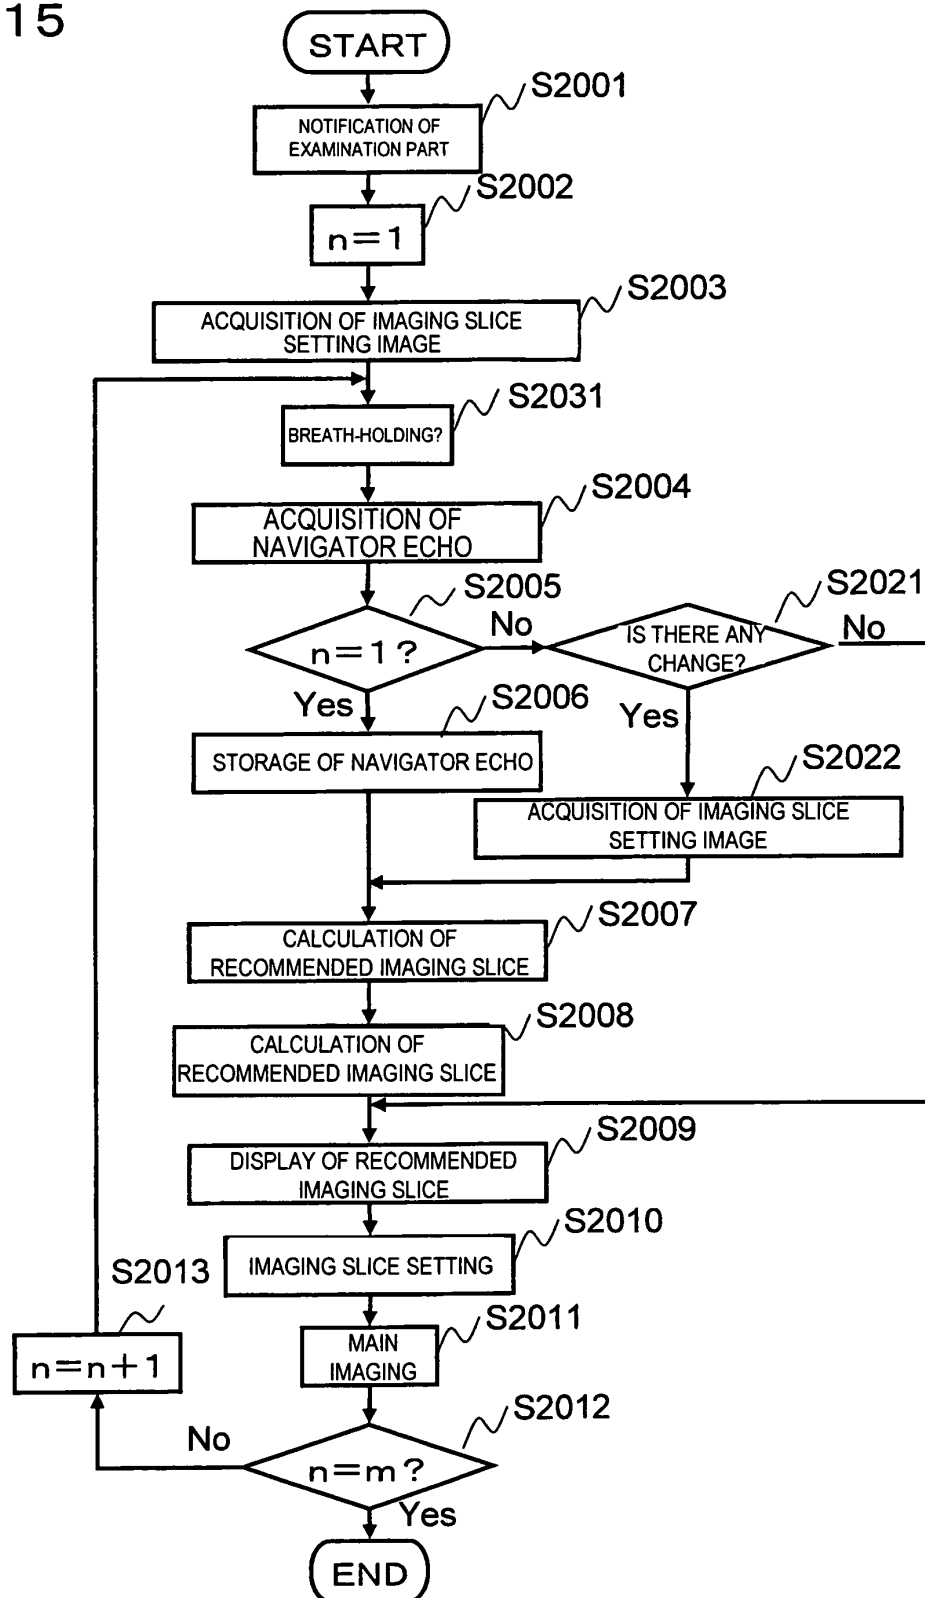 15
START
S2001
NOTIFICATION OF
EXAMINATION PART
S2002
n=1
S2003
ACQUISITION OF IMAGING SLICE
SETTING IMAGE
S2031
BREATH-HOLDING?
S2004
ACQUISITION OF
NAVIGATOR ECHO
S2005
n=1?
No
S2021
IS THERE ANY
CHANGE?
No
Yes
S2006
STORAGE OF NAVIGATOR ECHO
Yes
S2022
ACQUISITION OF IMAGING SLICE
SETTING IMAGE
S2007
CALCULATION OF
RECOMMENDED IMAGING SLICE
S2008
CALCULATION OF
RECOMMENDED IMAGING SLICE
S2009
DISPLAY OF RECOMMENDED
IMAGING SLICE
S2010
IMAGING SLICE SETTING
S2013
n=n+1
S2011
MAIN
IMAGING
S2012
n=m?
No
Yes
END